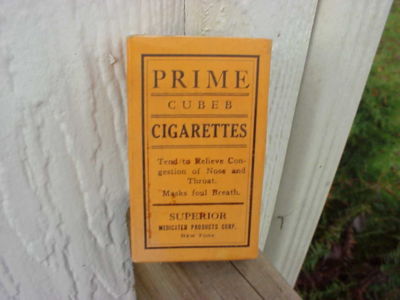 PRIME
CUBEB
CIGARETTES
Tend to Relieve Con-
gestion of Nose and
Throat.
Masks foul Breath.
SUPERIOR
MEDICATED PRODUCTS CORP.
New York